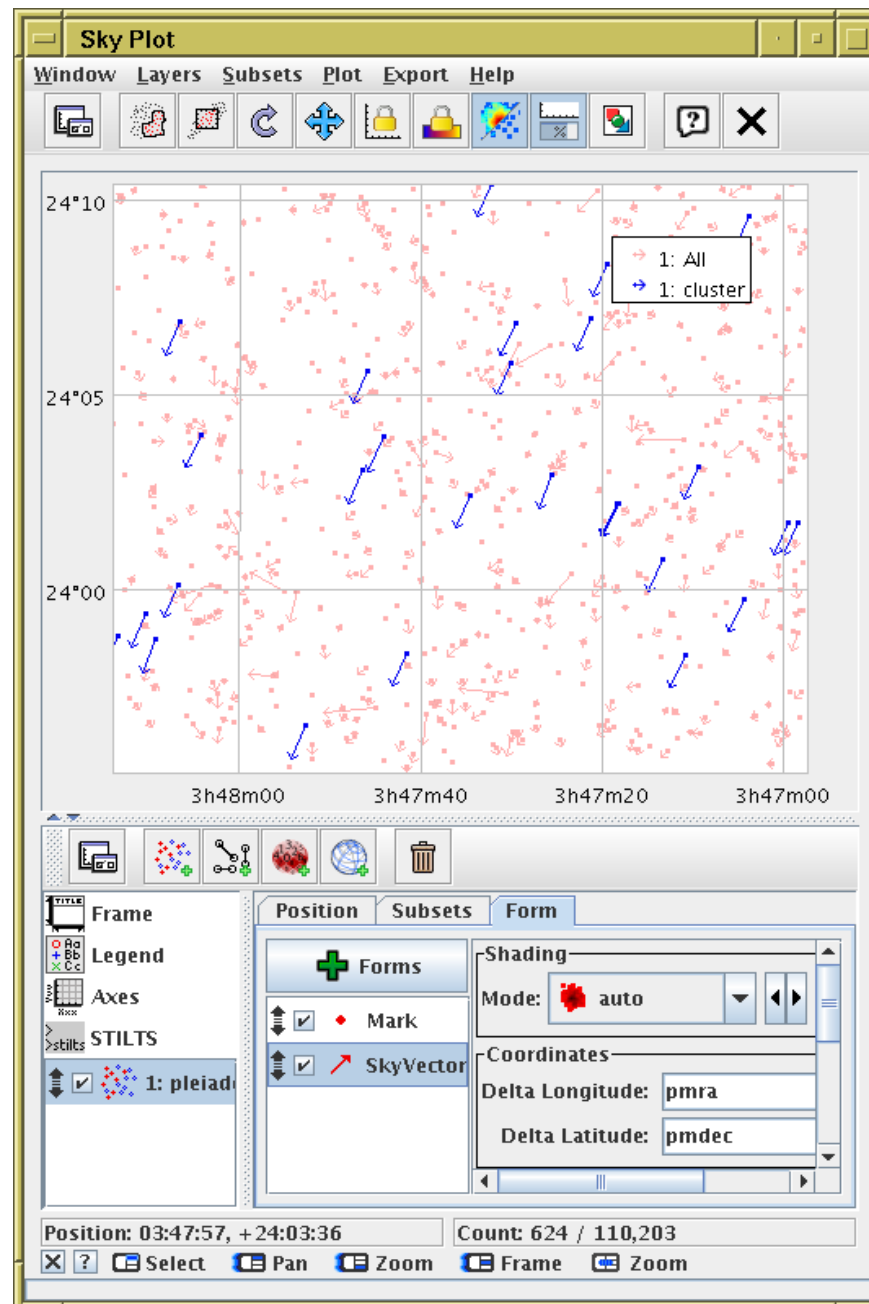 Sky Plot
Window Layers Subsets Plot Export Help
24°10
1: All
1: cluster
24°05
24°00
3h48m00 3h47m40 3h47m20 3h47m00
Position Subsets Form
Frame
Legend
Axes
STILTS
1: pleiad
Forms
Mark
SkyVector
Shading
Mode: auto
Coordinates
Delta Longitude: pmra
Delta Latitude: pmdec
Position: 03:47:57, +24:03:36 Count: 624 / 110,203
Select Pan Zoom Frame Zoom